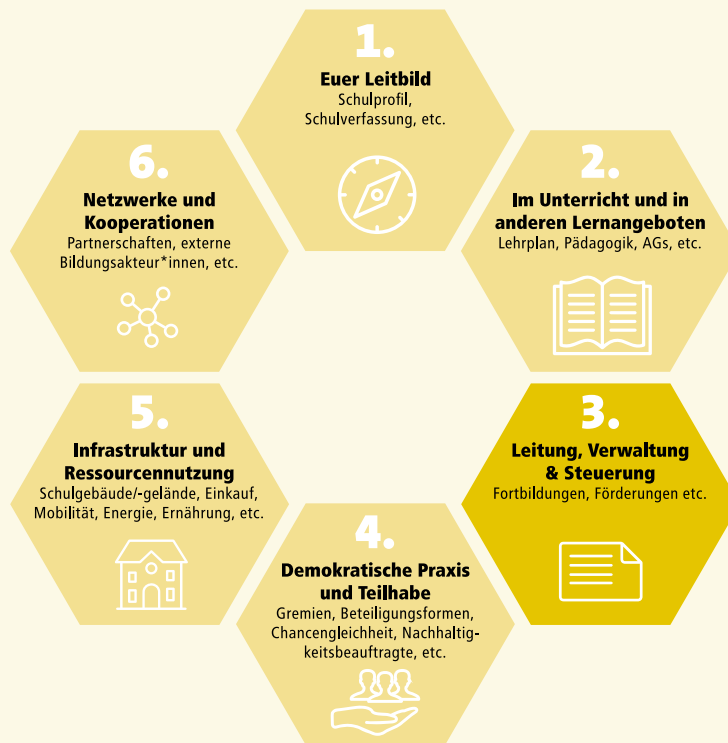 1.
Euer Leitbild
Schulprofil,
Schulverfassung, etc.
2.
Im Unterricht und in
anderen Lernangeboten
Lehrplan, Pädagogik, AGs, etc.
3.
Leitung, Verwaltung
& Steuerung
Fortbildungen, Förderungen etc.
4.
Demokratische Praxis
und Teilhabe
Gremien, Beteiligungsformen,
Chancengleichheit, Nachhaltig-
keitsbeauftragte, etc.
5.
Infrastruktur und
Ressourcennutzung
Schulgebäude/-gelände, Einkauf,
Mobilität, Energie, Ernährung, etc.
6.
Netzwerke und
Kooperationen
Partnerschaften, externe
Bildungsakteur*innen, etc.